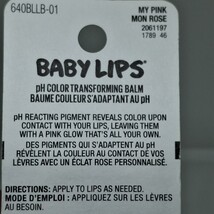 640BLLB-01
MY PINK
MON ROSE
2061197
1789 46
BABY LIPS®
pH COLOR TRANSFORMING BALM
BAUME COULEUR S'ADAPTANT AU pH
pH REACTING PIGMENT REVEALS COLOR UPON
CONTACT WITH YOUR LIPS, LEAVING THEM
WITH A PINK GLOW THAT'S ALL YOUR OWN.
DES PIGMENTS QUI S'ADAPTENT AU pH
RÉVÈLENT LA COULEUR AU CONTACT DE VOS
LÈVRES AVEC UN ÉCLAT ROSE PERSONNALISÉ.
DIRECTIONS: APPLY TO LIPS AS NEEDED.
MODE D'EMPLOI : APPLIQUEZ SUR LES LÈVRES
AU BESOIN.